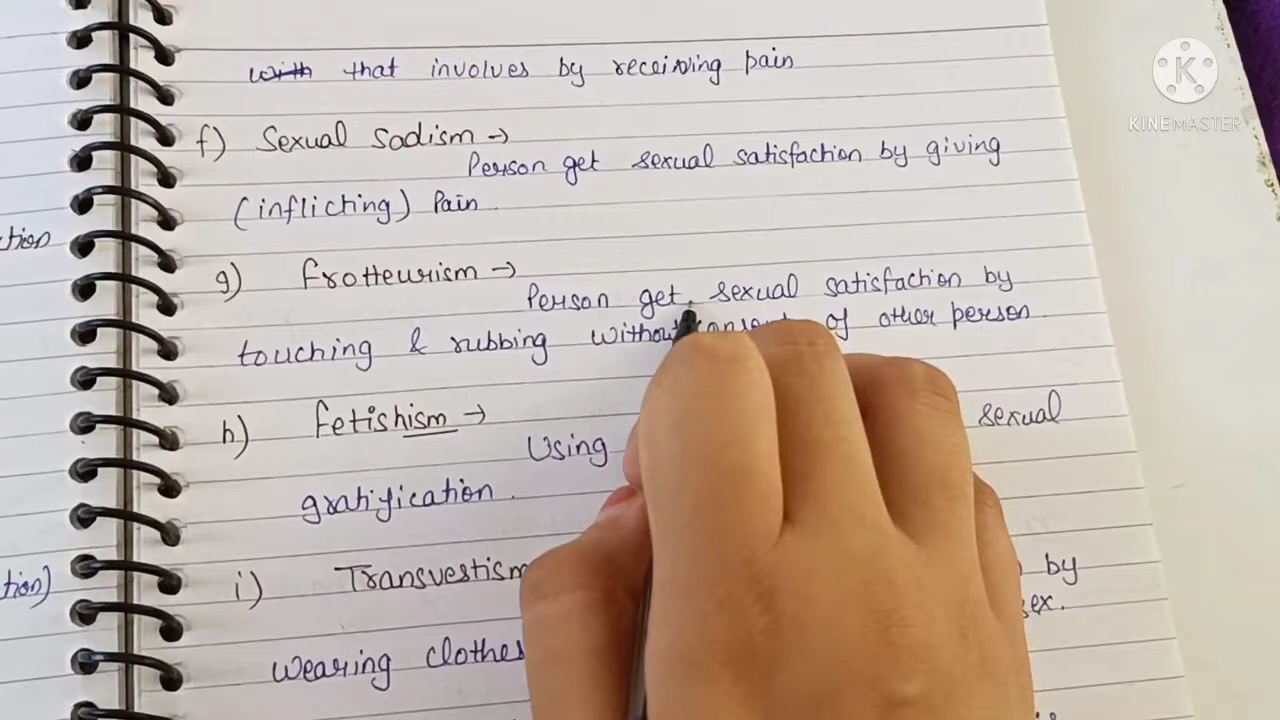 ction
tion)
with that involves by receiving pain
f) Sexual Sadism →
Person get sexual satisfaction by giving
(inflicting) Pain
g) Frotteurism →
Person get sexual satisfaction by
touching & rubbing without consent of other person.
h) Fetishism →
Using sexual
gratification.
i) Transvestism
by
wearing clothes sex.
K
KINEMASTER